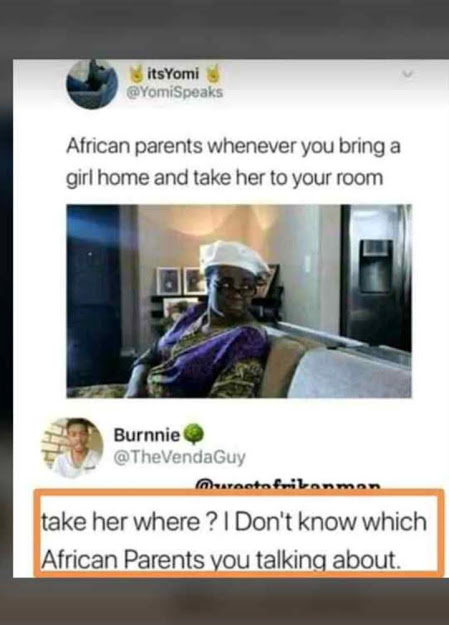 itsYomi
@YomiSpeaks
African parents whenever you bring a
girl home and take her to your room
Burnnie
@TheVendaGuy
@westafrikanman
take her where ? I Don't know which
African Parents you talking about.